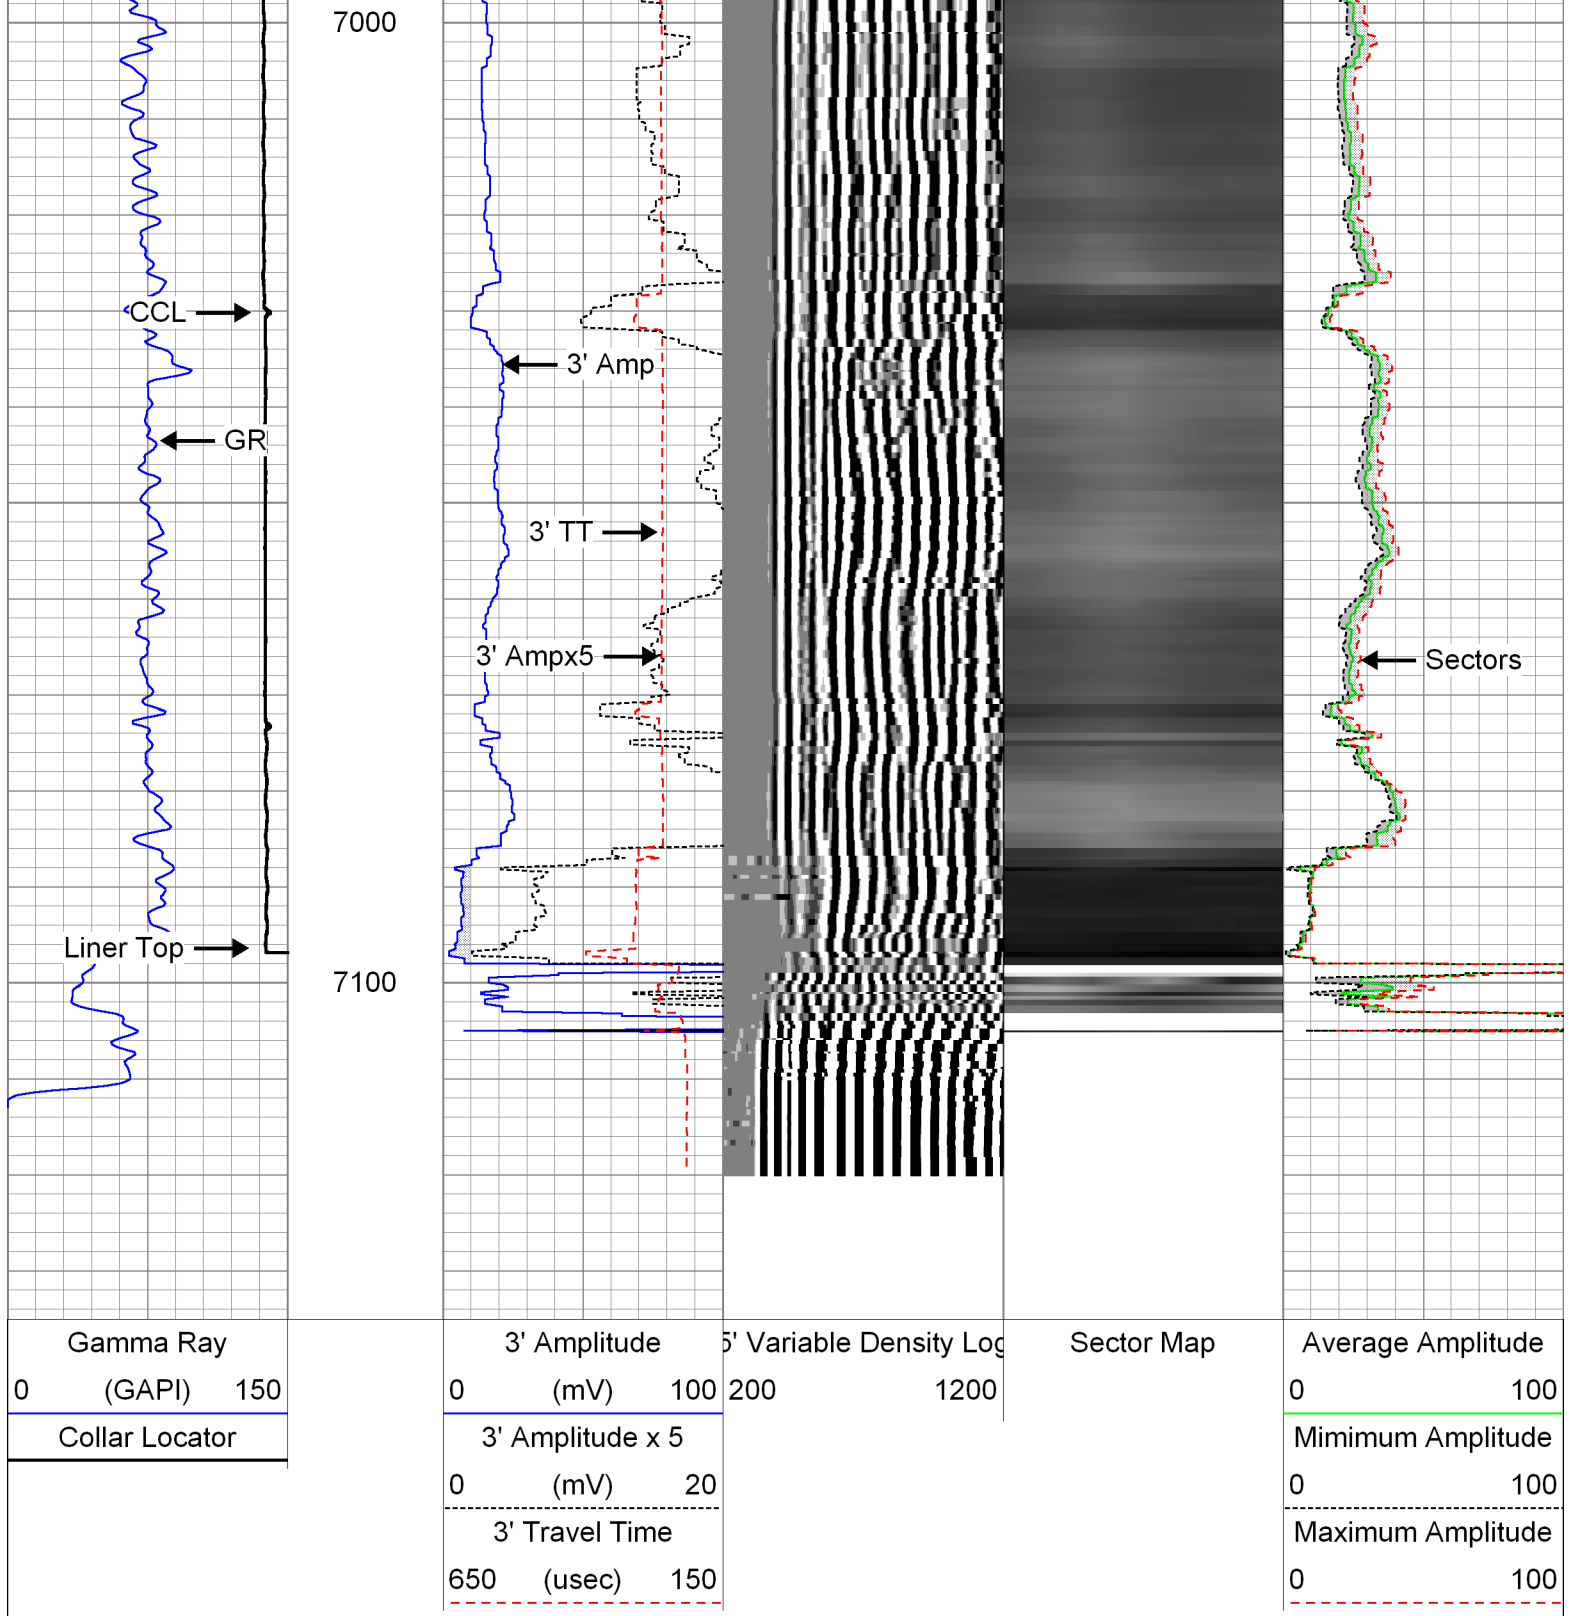 7000
CCL
3' Amp
GR
3' TT
3' Ampx5
Sectors
Liner Top
7100
Gamma Ray
0 (GAPI) 150
Collar Locator
3' Amplitude
0 (mV) 100
3' Amplitude x 5
0 (mV) 20
3' Travel Time
650 (usec) 150
5' Variable Density Log
200 1200
Sector Map
Average Amplitude
0 100
Mimimum Amplitude
0 100
Maximum Amplitude
0 100